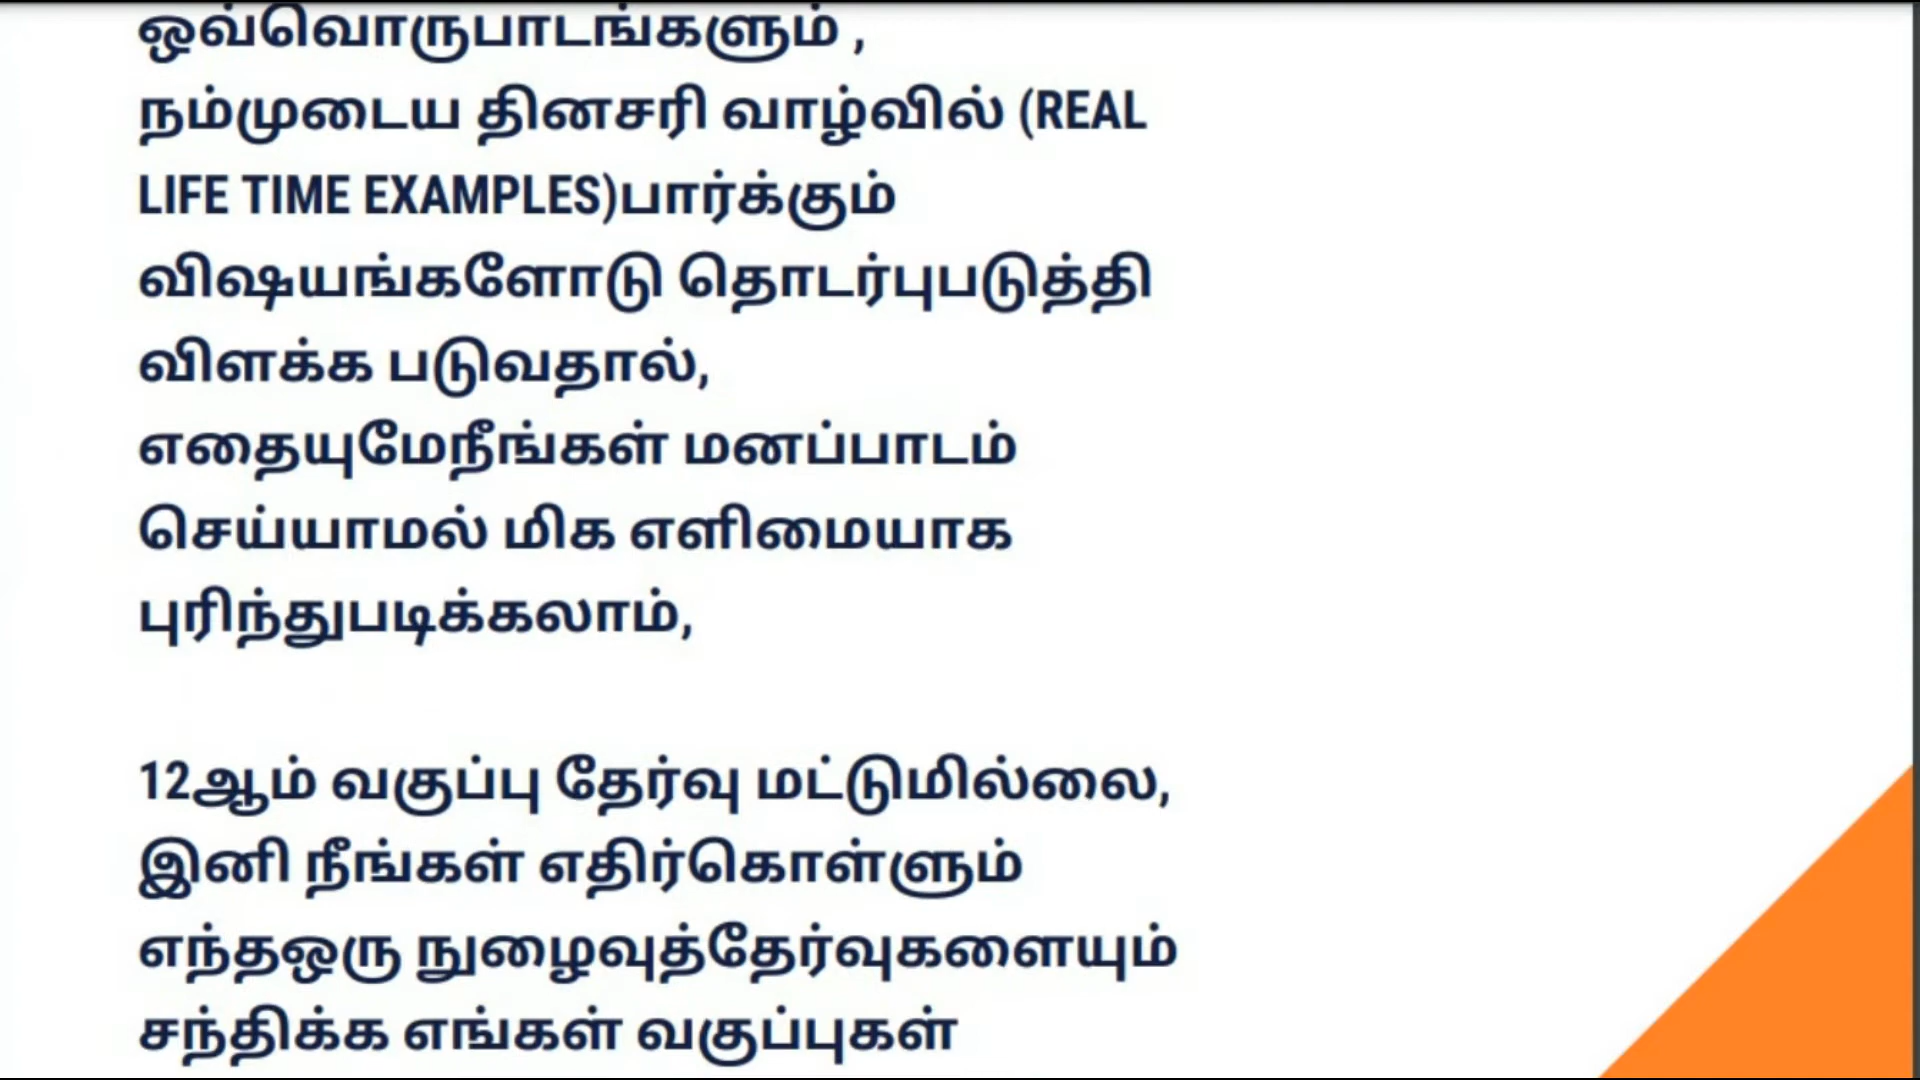 ஒவ்வொருபாடங்களும் ,
நம்முடைய தினசரி வாழ்வில் (REAL
LIFE TIME EXAMPLES)பார்க்கும்
விஷயங்களோடு தொடர்புபடுத்தி
விளக்க படுவதால்,
எதையுமேநீங்கள் மனப்பாடம்
செய்யாமல் மிக எளிமையாக
புரிந்துபடிக்கலாம்,
12ஆம் வகுப்பு தேர்வு மட்டுமில்லை,
இனி நீங்கள் எதிர்கொள்ளும்
எந்தஒரு நுழைவுத்தேர்வுகளையும்
சந்திக்க எங்கள் வகுப்புகள்